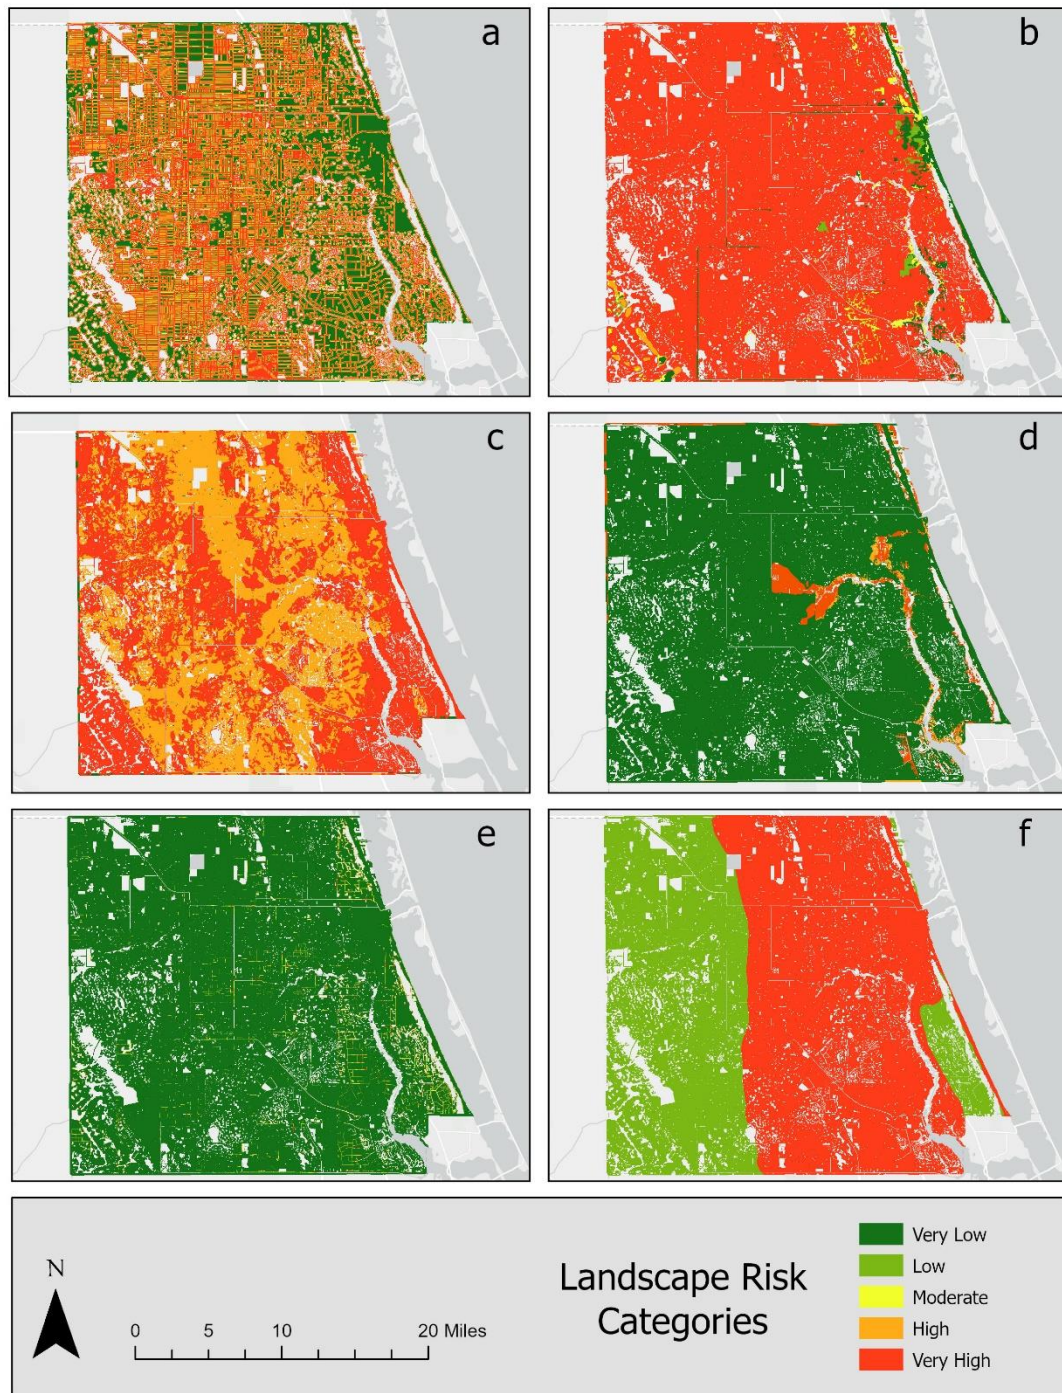 a
b
c
d
e
f
N
0 5 10 20 Miles
Landscape Risk
Categories
Very Low
Low
Moderate
High
Very High